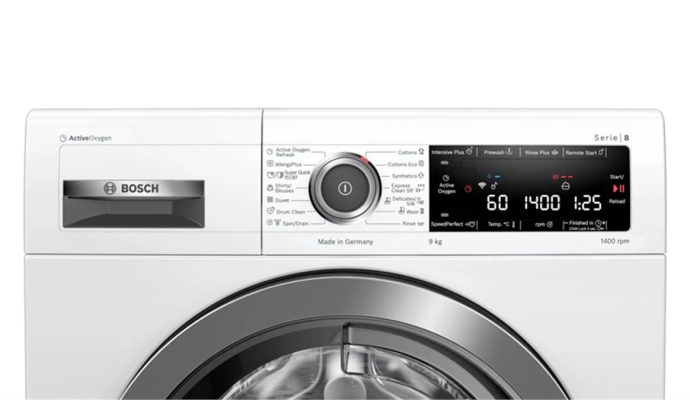 ActiveOxygen
BOSCH
Active Oxygen
Refresh
AllergyPlus
Super Quick
15'/30'
Shirts/
Blouses
Duvet
Drum Clean
Spin/Drain
Cottons
Cottons Eco
Synthetics
Express
Clean 59'
Delicates/
Silk
Wool
Rinse
Made in Germany
Serie | 8
Intensive Plus
Prewash
Rinse Plus
Remote Start
Active
Oxygen
60
1400
1:25
Start/
Reload
SpeedPerfect
Temp. °C
rpm
Finished in
Child Lock 3 sec.
9 kg
1400 rpm